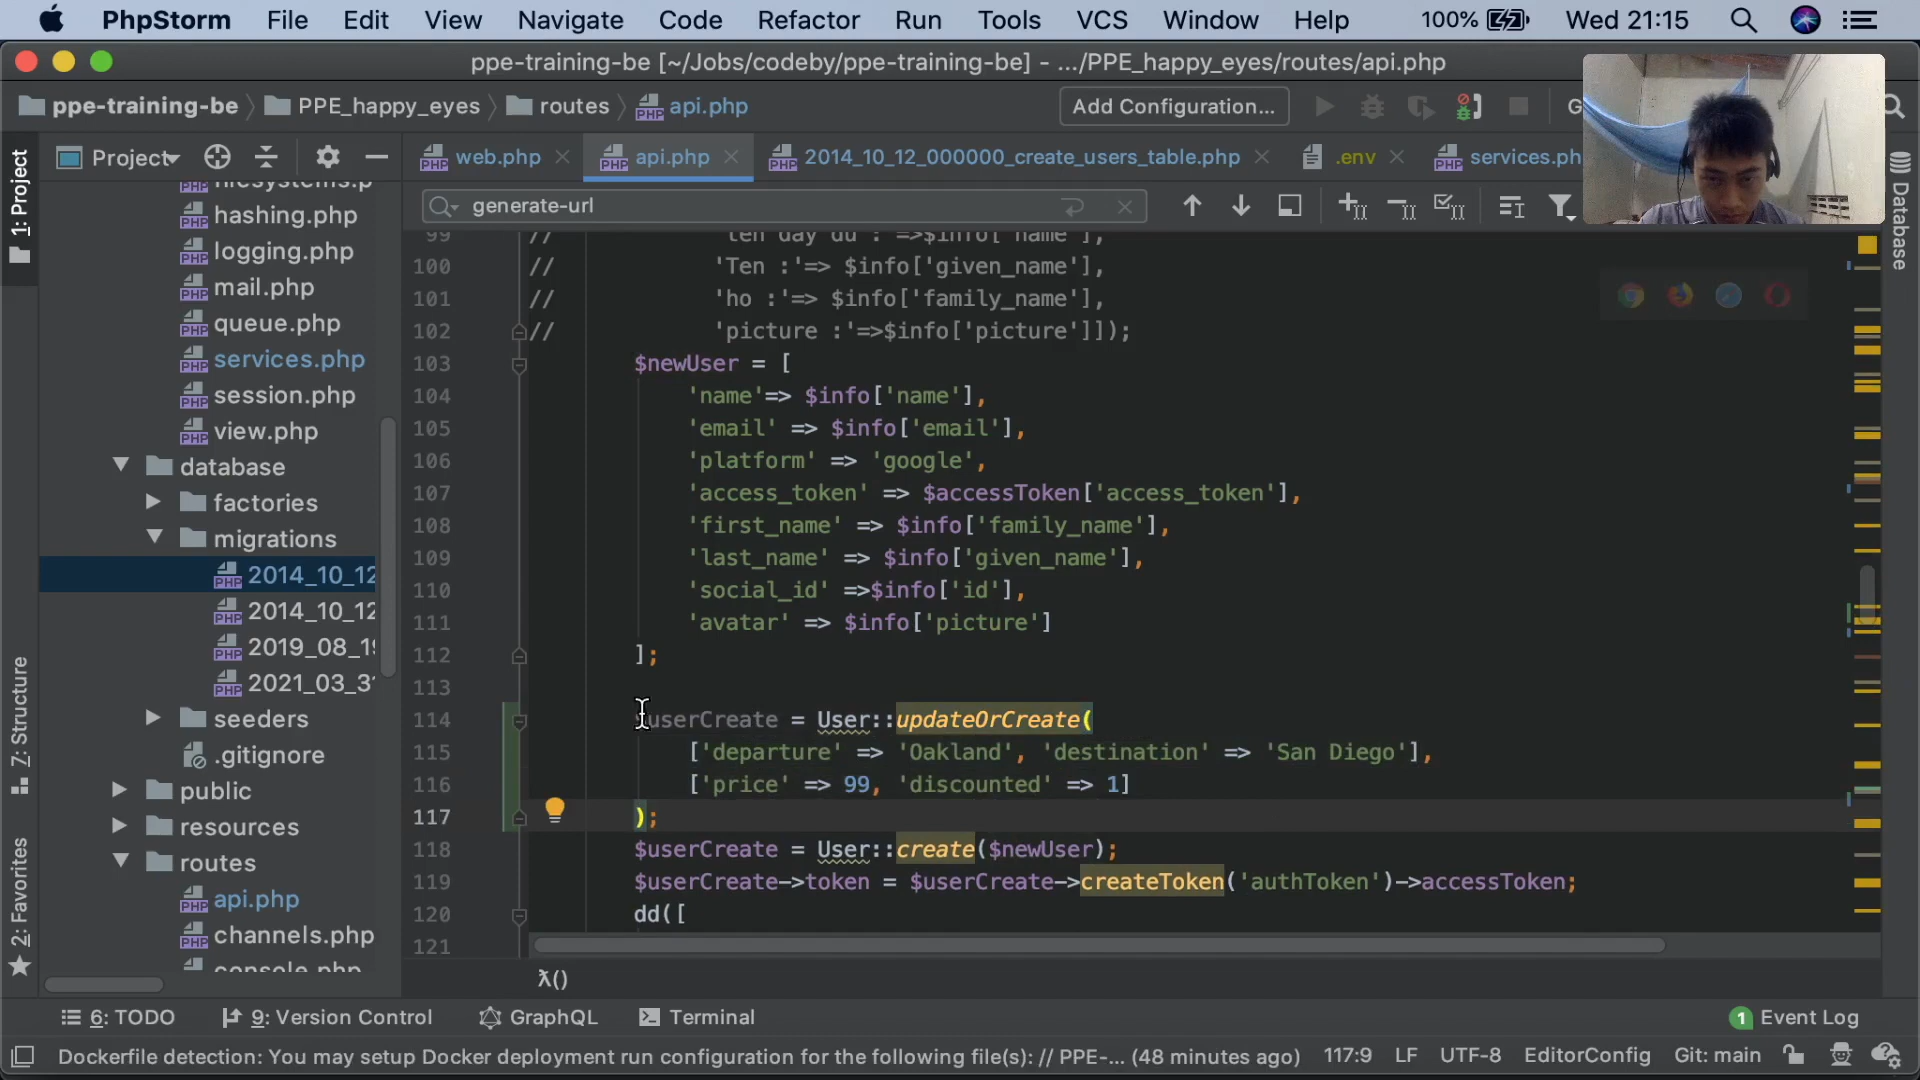 PhpStorm File Edit View Navigate Code Refactor Run Tools VCS Window Help 100% Wed 21:15
ppe-training-be [~/Jobs/codeby/ppe-training-be] - .../PPE_happy_eyes/routes/api.php
ppe-training-be PPE_happy_eyes routes api.php Add Configuration...
1: Project
Project
web.php api.php 2014_10_12_000000_create_users_table.php .env services.ph
generate-url
Database
hashing.php
logging.php
mail.php
queue.php
services.php
session.php
view.php
database
factories
migrations
2014_10_12
2014_10_12
2019_08_19
2021_03_3
seeders
.gitignore
public
resources
routes
api.php
channels.php
console.php
7: Structure
2: Favorites
99 // 'ten day du :'=>$info['name'],
100 // 'Ten :'=> $info['given_name'],
101 // 'ho :'=> $info['family_name'],
102 // 'picture :'=>$info['picture']]);
103 $newUser = [
104 'name'=> $info['name'],
105 'email' => $info['email'],
106 'platform' => 'google',
107 'access_token' => $accessToken['access_token'],
108 'first_name' => $info['family_name'],
109 'last_name' => $info['given_name'],
110 'social_id' =>$info['id'],
111 'avatar' => $info['picture']
112 ];
113
114 $userCreate = User::updateOrCreate(
115 ['departure' => 'Oakland', 'destination' => 'San Diego'],
116 ['price' => 99, 'discounted' => 1]
117 );
118 $userCreate = User::create($newUser);
119 $userCreate->token = $userCreate->createToken('authToken')->accessToken;
120 dd([
121
λ()
6: TODO 9: Version Control GraphQL Terminal 1 Event Log
Dockerfile detection: You may setup Docker deployment run configuration for the following file(s): // PPE-... (48 minutes ago) 117:9 LF UTF-8 EditorConfig Git: main